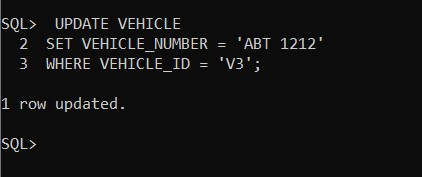 SQL>  UPDATE VEHICLE
  2  SET VEHICLE_NUMBER = 'ABT 1212'
  3  WHERE VEHICLE_ID = 'V3';
1 row updated.
SQL>